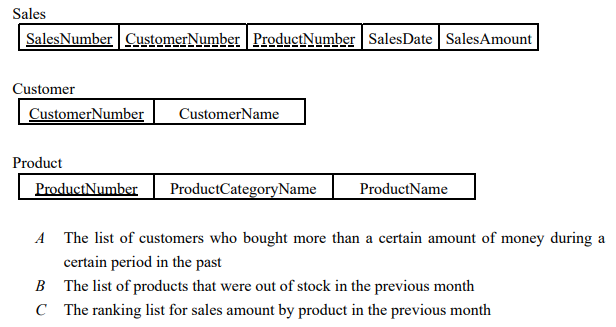 Sales
SalesNumber CustomerNumber ProductNumber SalesDate SalesAmount
Customer
CustomerNumber CustomerName
Product
ProductNumber ProductCategoryName ProductName
A The list of customers who bought more than a certain amount of money during a
certain period in the past
B The list of products that were out of stock in the previous month
C The ranking list for sales amount by product in the previous month